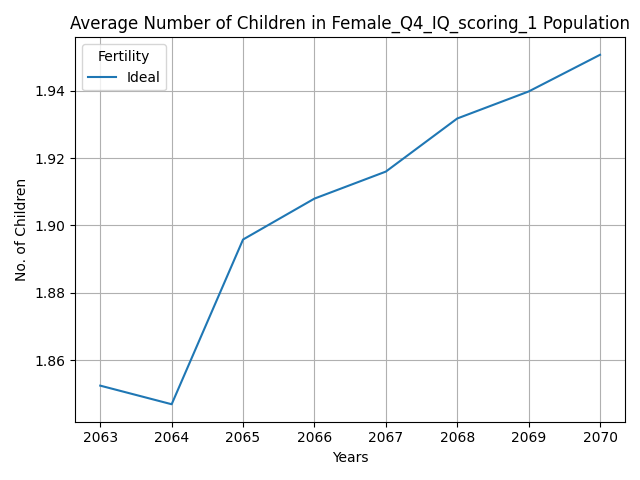 Average Number of Children in Female_Q4_IQ_scoring_1 Population
Fertility
Ideal
No. of Children
1.94
1.92
1.90
1.88
1.86
2063 2064 2065 2066 2067 2068 2069 2070
Years